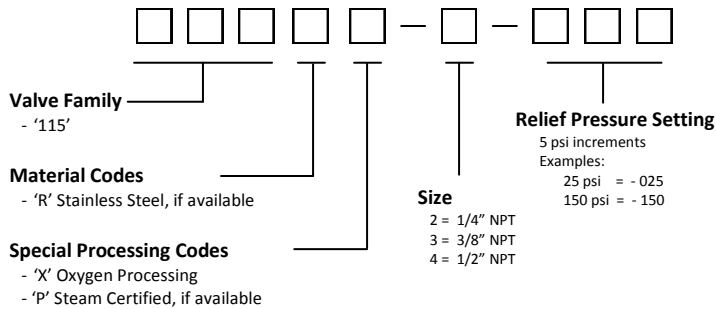 Valve Family
- ‘115’
Material Codes
- ‘R’ Stainless Steel, if available
Special Processing Codes
- ‘X’ Oxygen Processing
- ‘P’ Steam Certified, if available
Size
2 = 1/4” NPT
3 = 3/8” NPT
4 = 1/2” NPT
Relief Pressure Setting
5 psi increments
Examples:
25 psi = - 025
150 psi = - 150